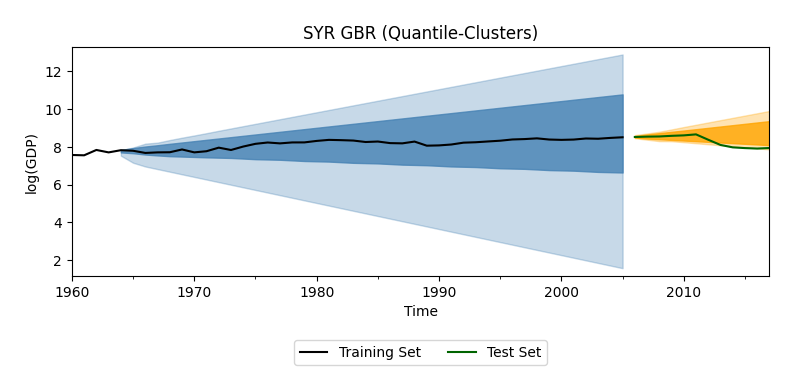 SYR GBR (Quantile-Clusters)
12
10
8
6
4
2
log(GDP)
1960 1970 1980 1990 2000 2010
Time
Training Set Test Set